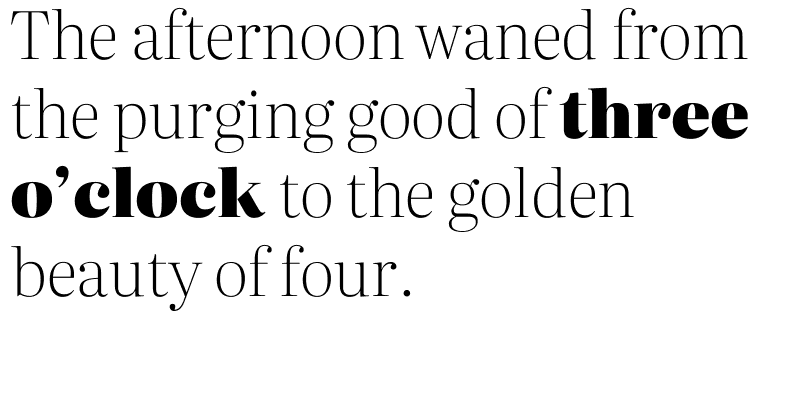 The afternoon waned from
the purging good of three
o’clock to the golden
beauty of four.